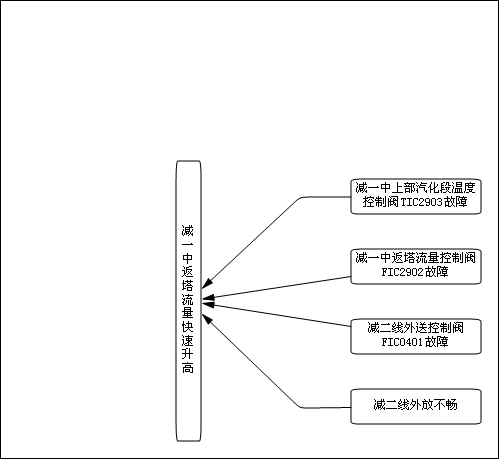 减一中返塔流量快速升高
减一中上部汽化段温度
控制阀TIC2903故障
减一中返塔流量控制阀
FIC2902故障
减二线外送控制阀
FIC0401故障
减二线外放不畅